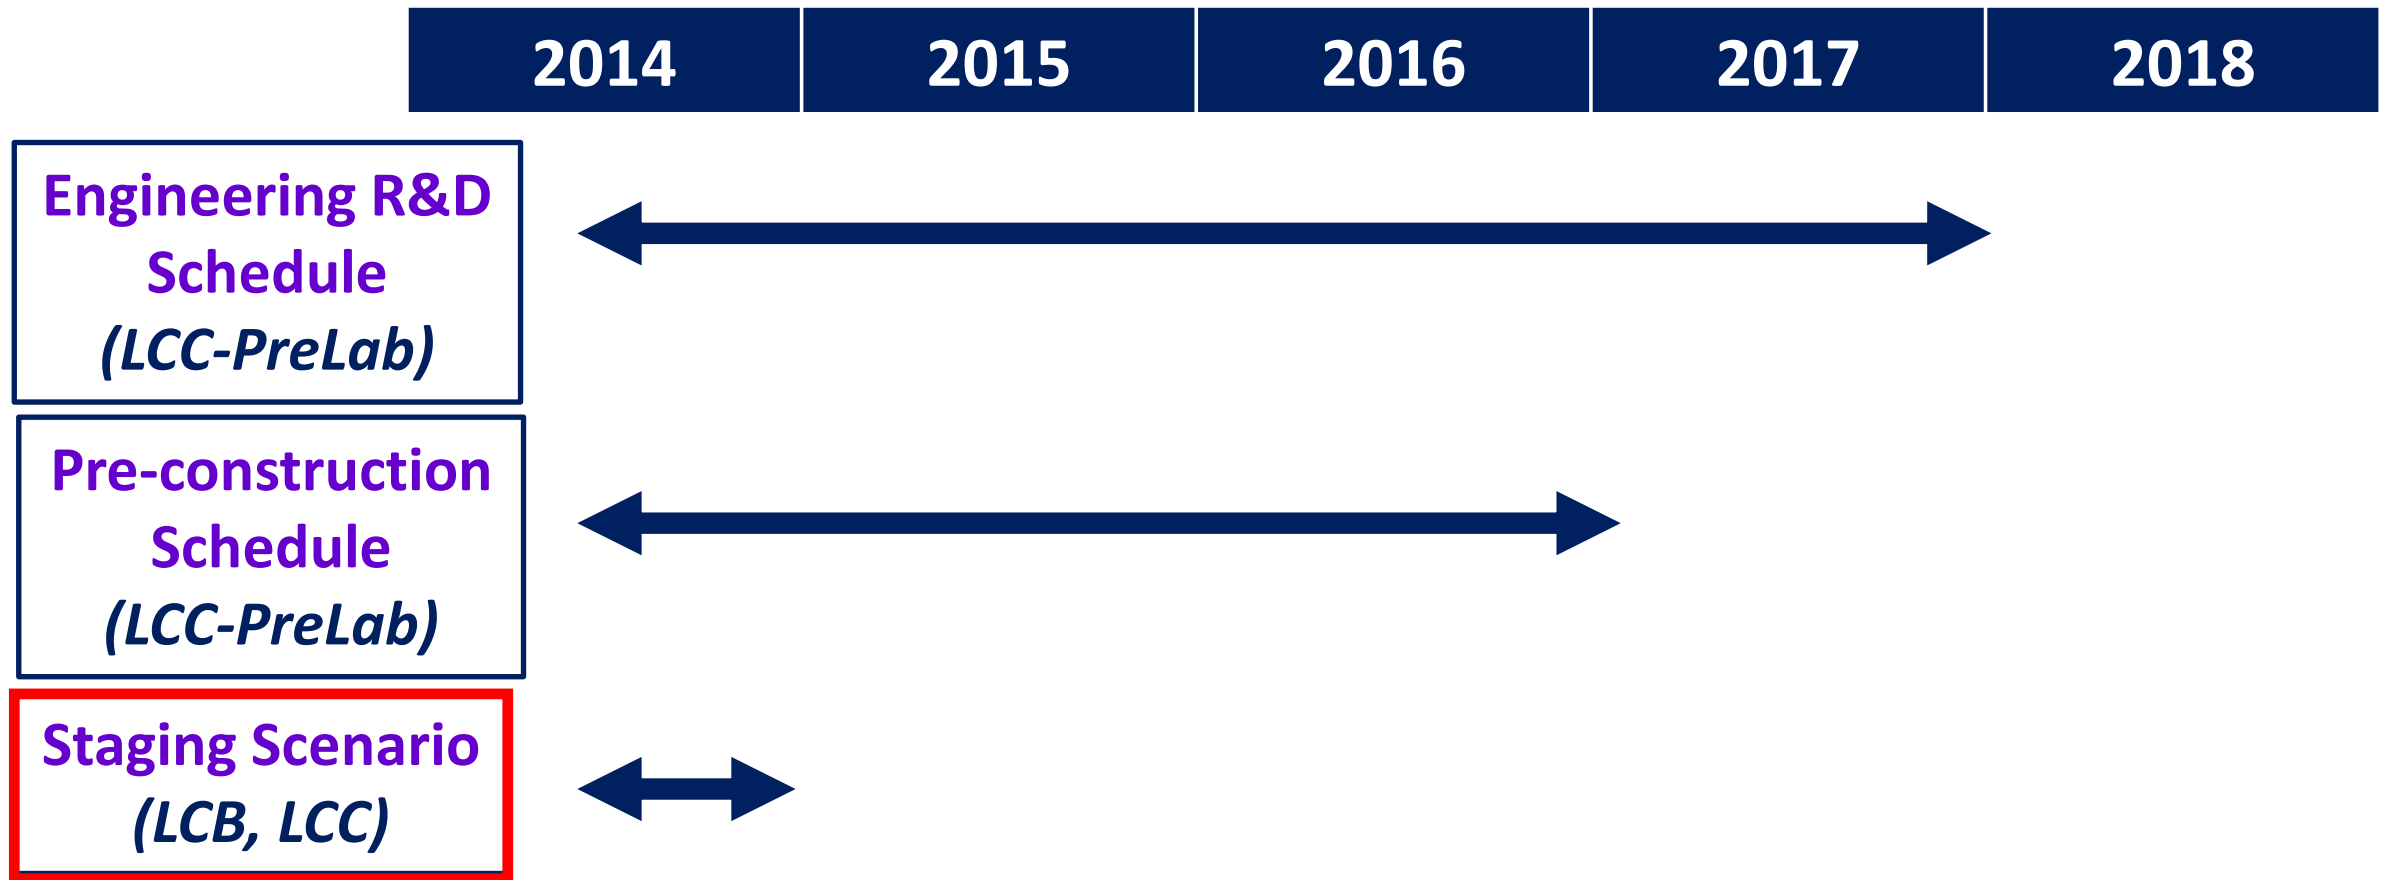 2014 2015 2016 2017 2018
Engineering R&D
Schedule
(LCC-PreLab)
Pre-construction
Schedule
(LCC-PreLab)
Staging Scenario
(LCB, LCC)